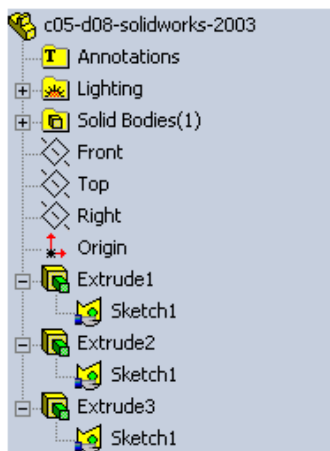 c05-d08-solidworks-2003
Annotations
Lighting
Solid Bodies(1)
Front
Top
Right
Origin
Extrude1
Sketch1
Extrude2
Sketch1
Extrude3
Sketch1